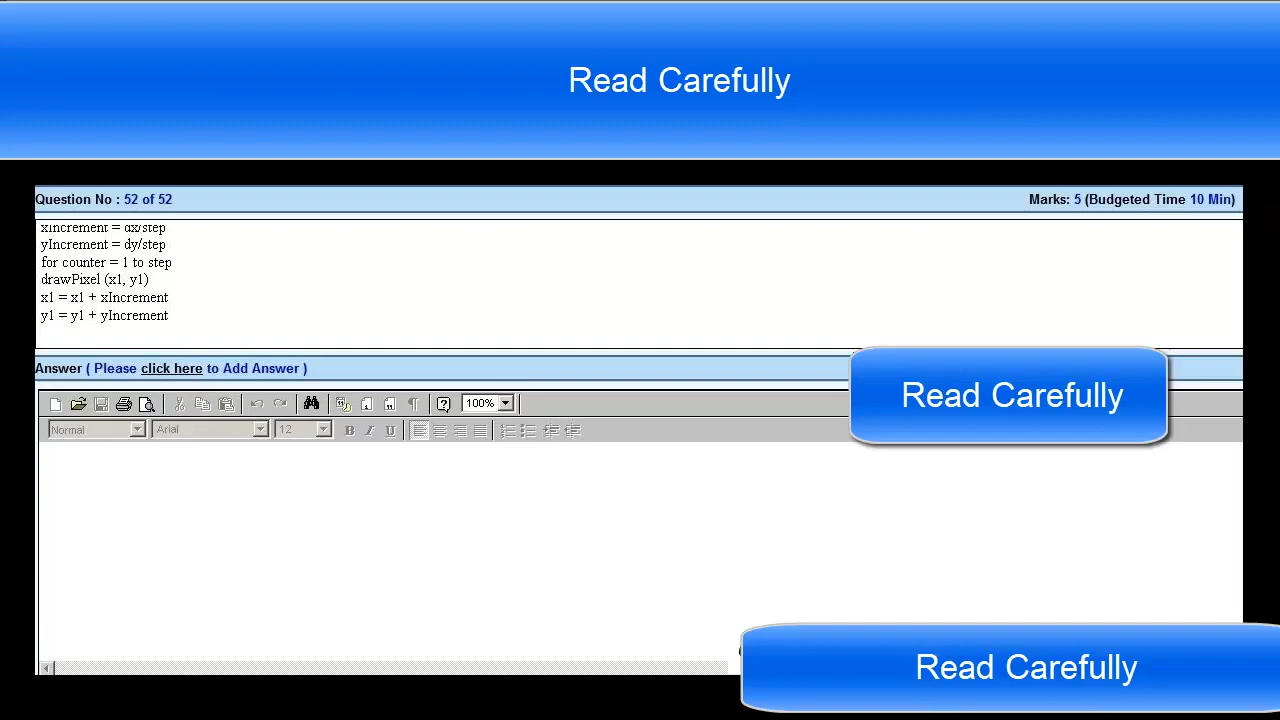 Read Carefully
Question No : 52 of 52
Marks: 5 (Budgeted Time 10 Min)
xIncrement = dx/step
yIncrement = dy/step
for counter = 1 to step
drawPixel (x1, y1)
x1 = x1 + xIncrement
y1 = y1 + yIncrement
Answer ( Please click here to Add Answer )
Read Carefully
100%
Normal
Arial
12
B I U
Read Carefully